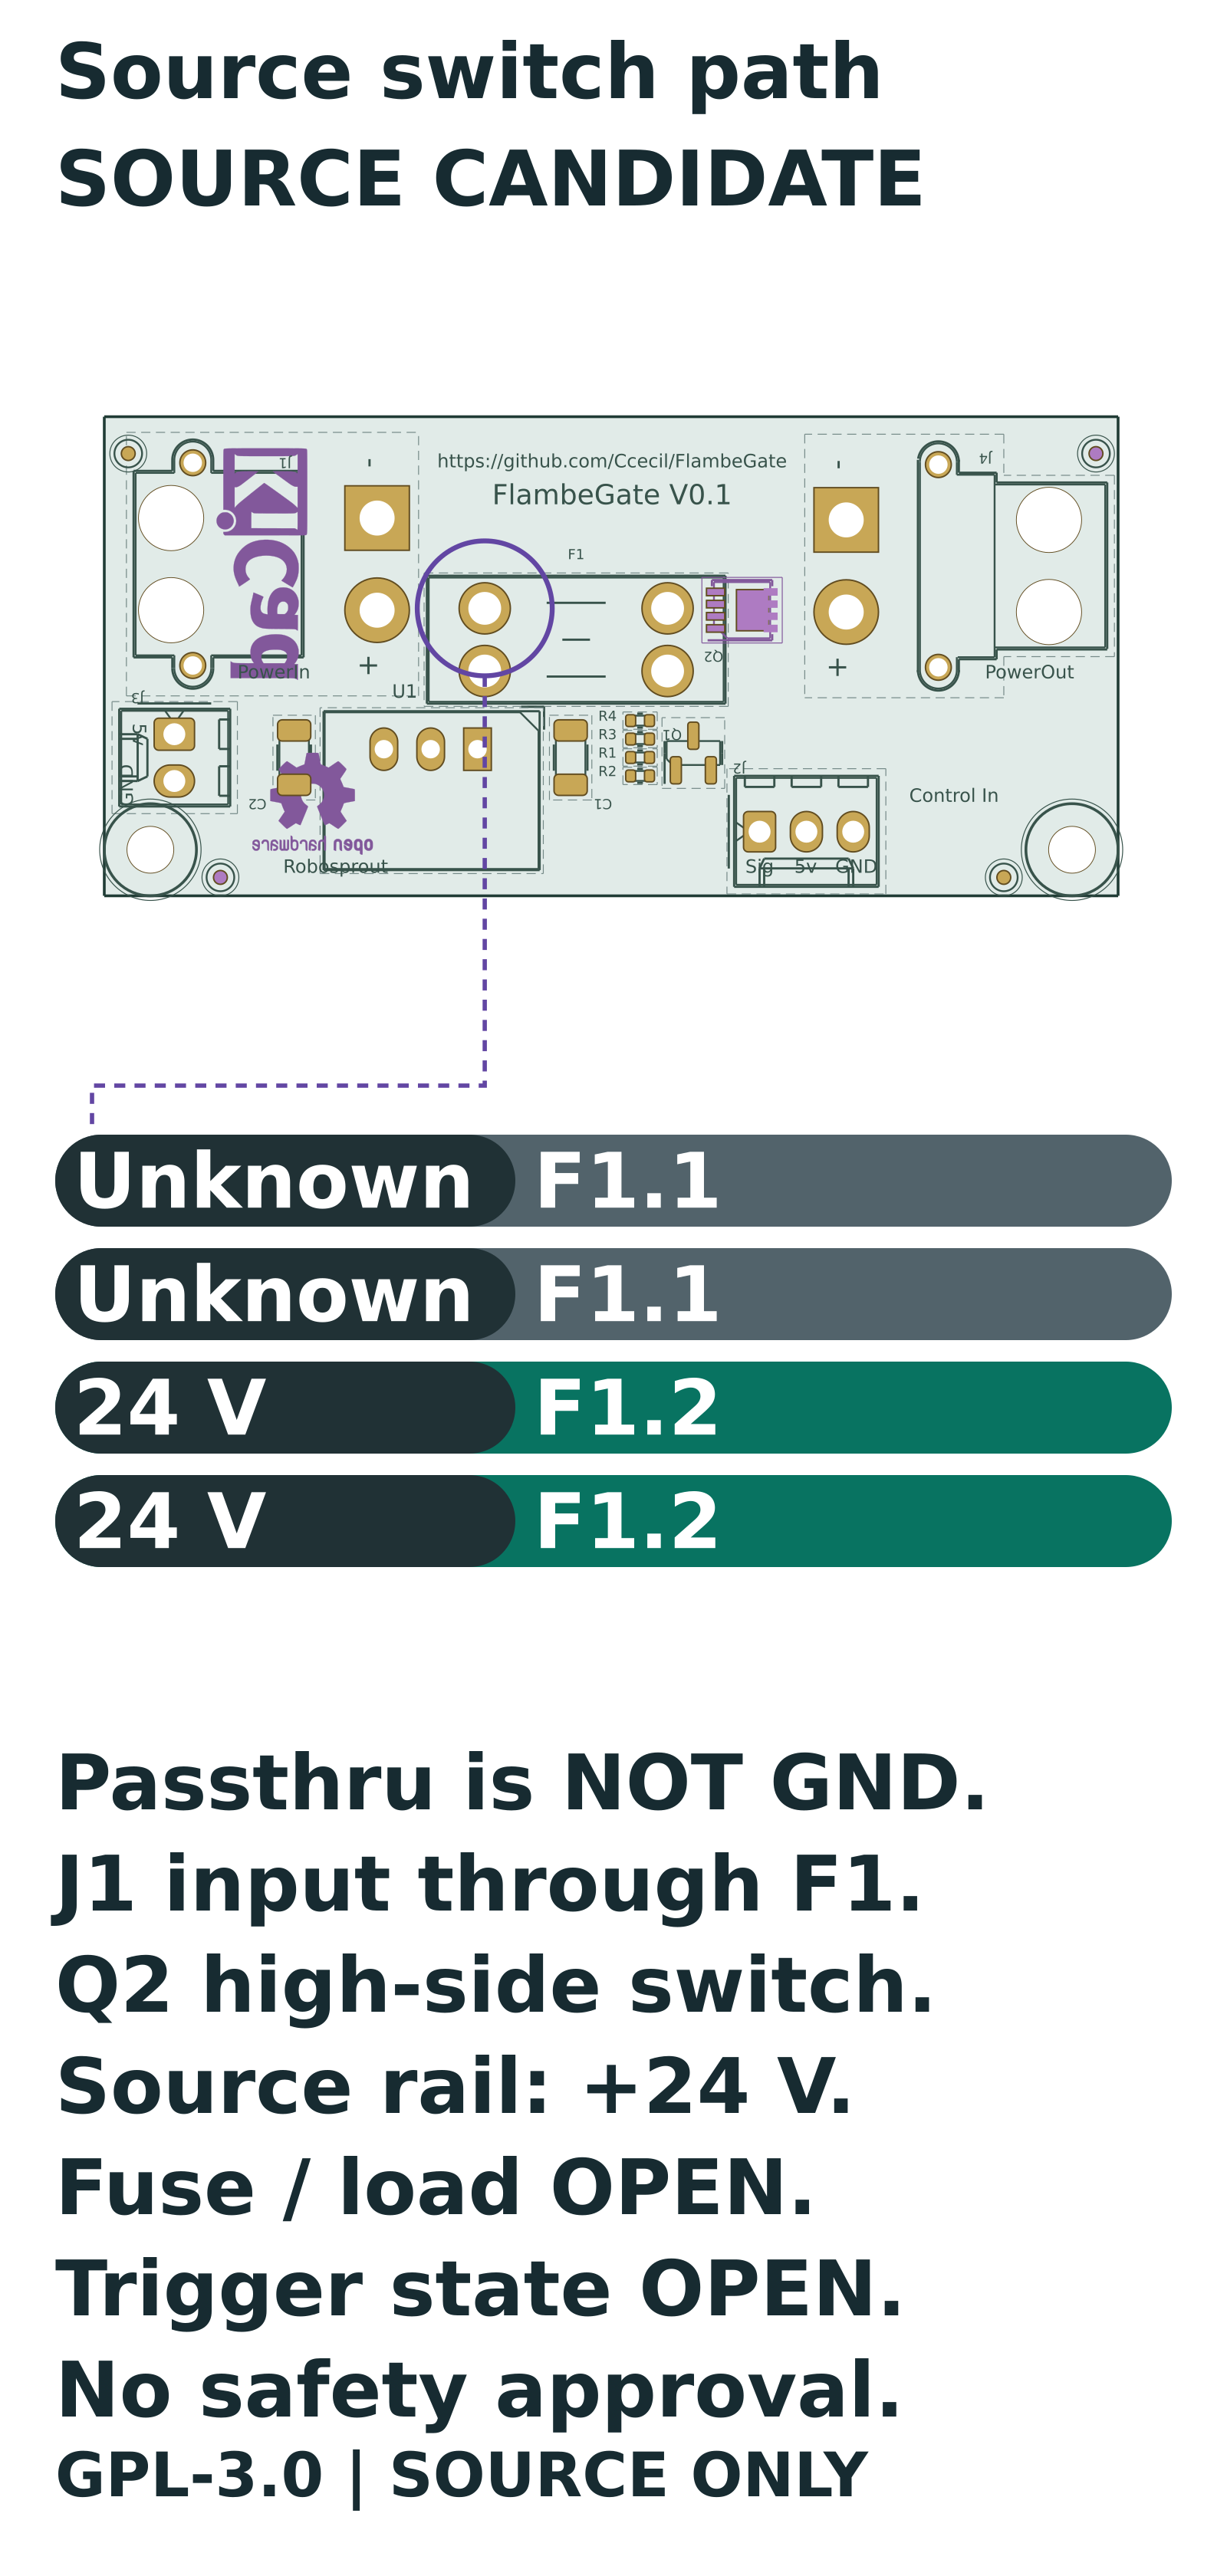 Source switch path
SOURCE CANDIDATE
J1
-
https://github.com/Ccecil/FlambeGate
-
J4
KiCad
FlambeGate V0.1
F1
Q2
+
+
PowerIn
PowerOut
J3
U1
5v
R4
R3
Q1
R1
R2
J2
GND
C2
C1
Control In
open hardware
Robosprout
Sig 5v GND
Unknown F1.1
Unknown F1.1
24 V F1.2
24 V F1.2
Passthru is NOT GND.
J1 input through F1.
Q2 high-side switch.
Source rail: +24 V.
Fuse / load OPEN.
Trigger state OPEN.
No safety approval.
GPL-3.0 | SOURCE ONLY